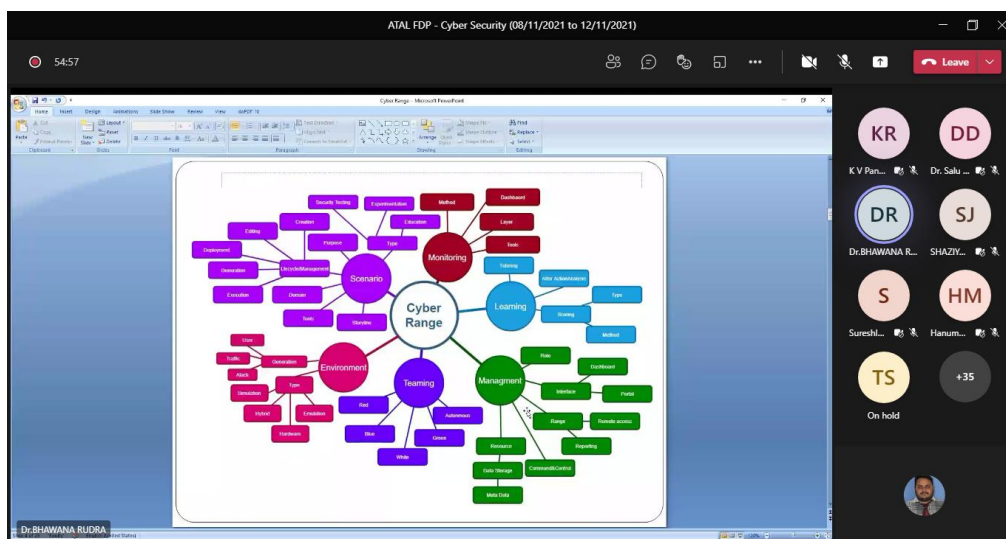 ATAL FDP - Cyber Security (08/11/2021 to 12/11/2021)
54:57
Leave
Cyber Range - Microsoft PowerPoint
Home Insert Design Animations Slide Show Review View
Cut
Copy
Paste
New
Slide
Layout
Reset
Delete
Arrange
Find
Replace
Select
Clipboard Slides Font Paragraph Drawing Editing
Cyber
Range
Scenario
Security Testing
Experimentation
Education
Type
Purpose
Creation
Editing
Deployment
Generation
Execution
LifecycleManagement
Domain
Tools
Storyline
Monitoring
Method
Dashboard
Layer
Tools
Learning
Tutoring
After ActionAnalysis
Scoring
Type
Method
Managment
Role
Interface
Dashboard
Portal
Range
Remote access
Reporting
Command&Control
Resource
Data Storage
Meta Data
Teaming
Red
Blue
White
Green
Autonomous
Environment
Generation
User
Traffic
Attack
Type
Simulation
Hybrid
Hardware
Emulation
Dr.BHAWANA RUDRA
KR
K V Pan...
DD
Dr. Salu ...
DR
Dr.BHAWANA R...
SJ
SHAZIY...
S
Sureshl...
HM
Hanum...
TS
On hold
+35